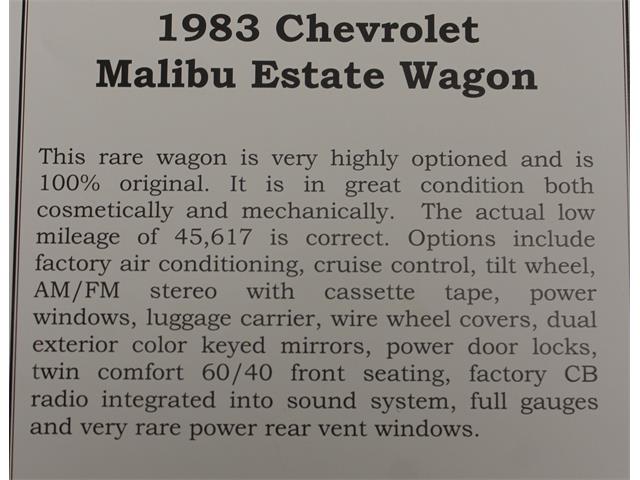 1983 Chevrolet
Malibu Estate Wagon
This rare wagon is very highly optioned and is
100% original. It is in great condition both
cosmetically and mechanically. The actual low
mileage of 45,617 is correct. Options include
factory air conditioning, cruise control, tilt wheel,
AM/FM stereo with cassette tape, power
windows, luggage carrier, wire wheel covers, dual
exterior color keyed mirrors, power door locks,
twin comfort 60/40 front seating, factory CB
radio integrated into sound system, full gauges
and very rare power rear vent windows.